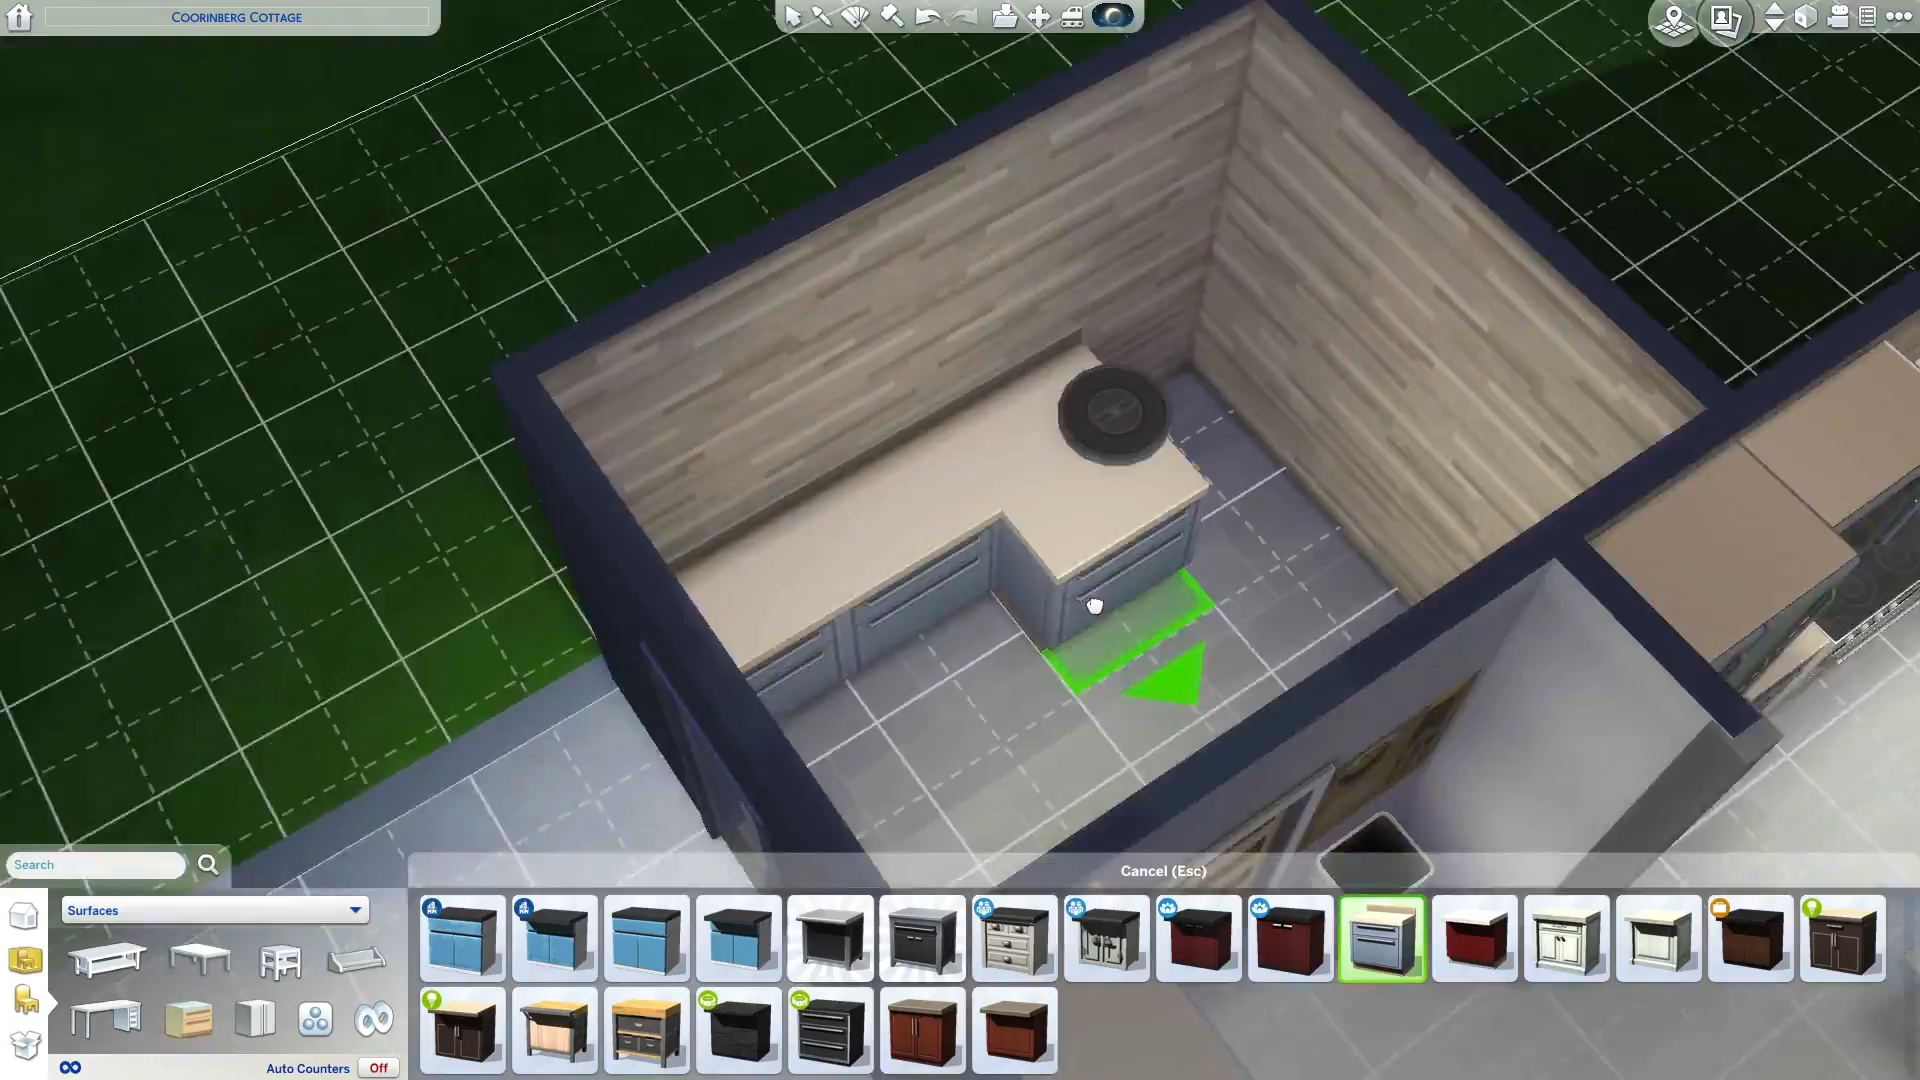 Coorinberg Cottage
Search
Cancel (Esc)
Surfaces
Auto Counters Off